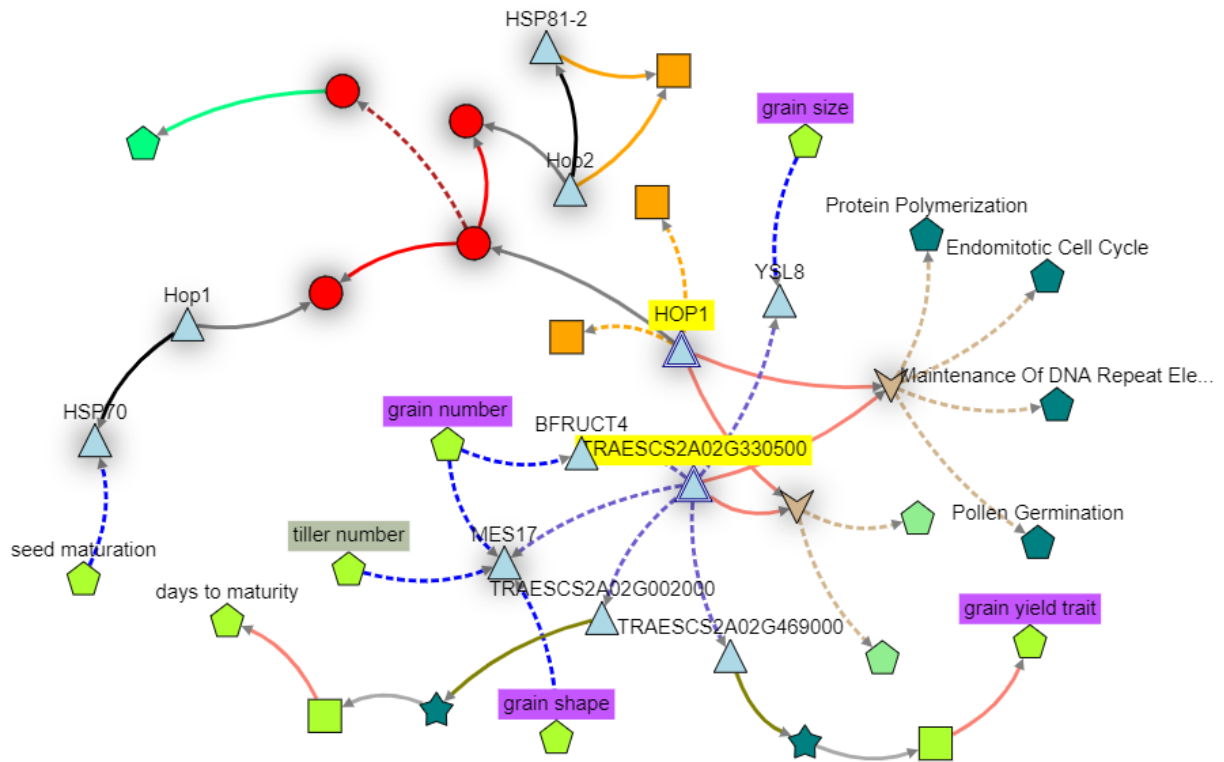 HSP81-2
grain size
Hop2
Protein Polymerization
Endomitotic Cell Cycle
YSL8
Hop1
HOP1
Maintenance Of DNA Repeat Ele...
HSP70
grain number
BFRUCT4
TRAESCS2A02G330500
Pollen Germination
tiller number
MES17
seed maturation
TRAESCS2A02G002000
days to maturity
grain yield trait
TRAESCS2A02G469000
grain shape